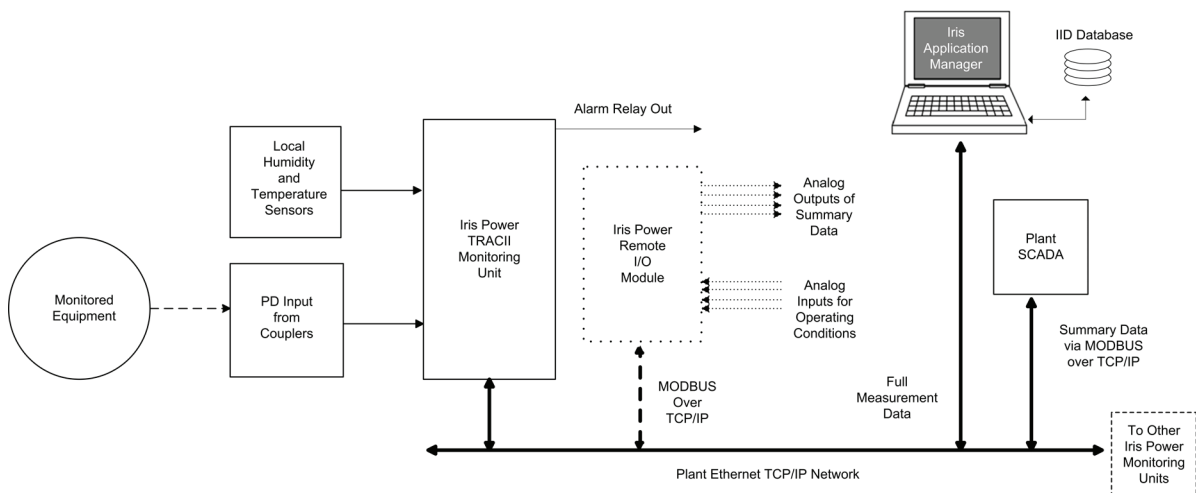 Iris
Application
Manager
IID Database
Alarm Relay Out
Local
Humidity
and
Temperature
Sensors
Iris Power
TRACII
Monitoring
Unit
Iris Power
Remote
I/O
Module
Analog
Outputs of
Summary
Data
Plant
SCADA
Monitored
Equipment
PD Input
from
Couplers
Analog
Inputs for
Operating
Conditions
Summary Data
via MODBUS
over TCP/IP
MODBUS
Over
TCP/IP
Full
Measurement
Data
To Other
Iris Power
Monitoring
Units
Plant Ethernet TCP/IP Network